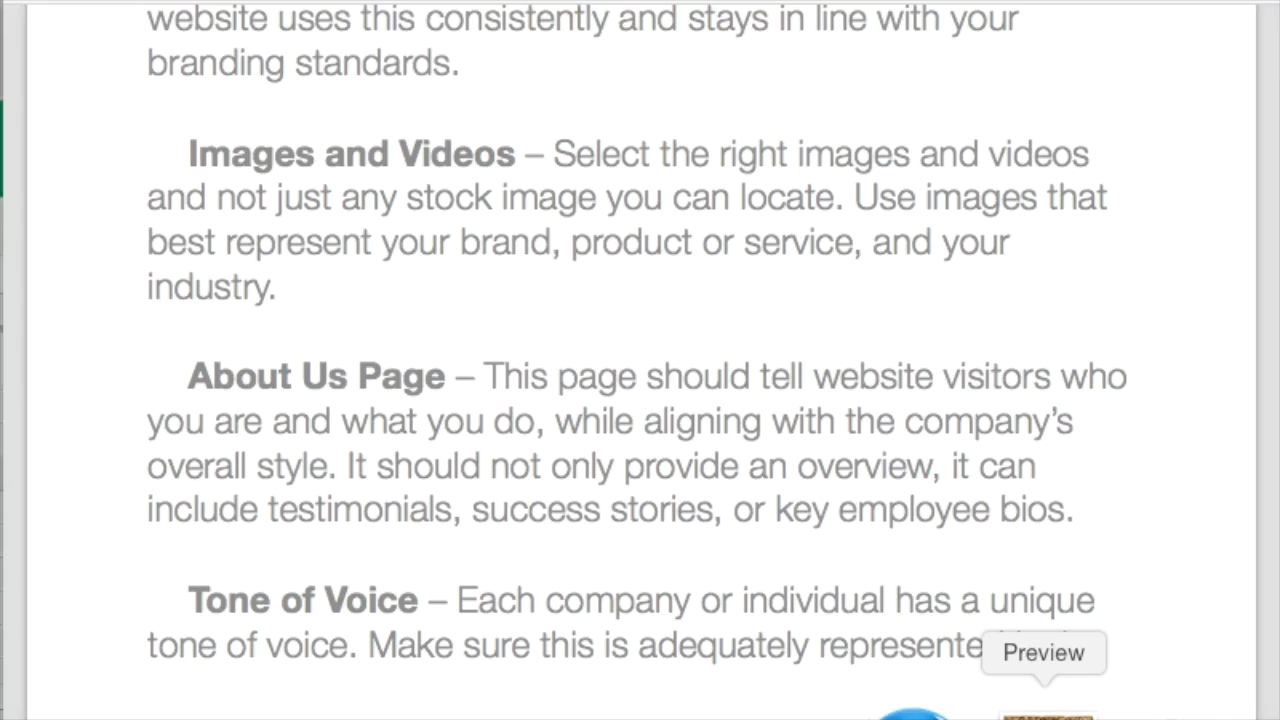 website uses this consistently and stays in line with your
branding standards.
Images and Videos – Select the right images and videos
and not just any stock image you can locate. Use images that
best represent your brand, product or service, and your
industry.
About Us Page – This page should tell website visitors who
you are and what you do, while aligning with the company’s
overall style. It should not only provide an overview, it can
include testimonials, success stories, or key employee bios.
Tone of Voice – Each company or individual has a unique
tone of voice. Make sure this is adequately
Preview